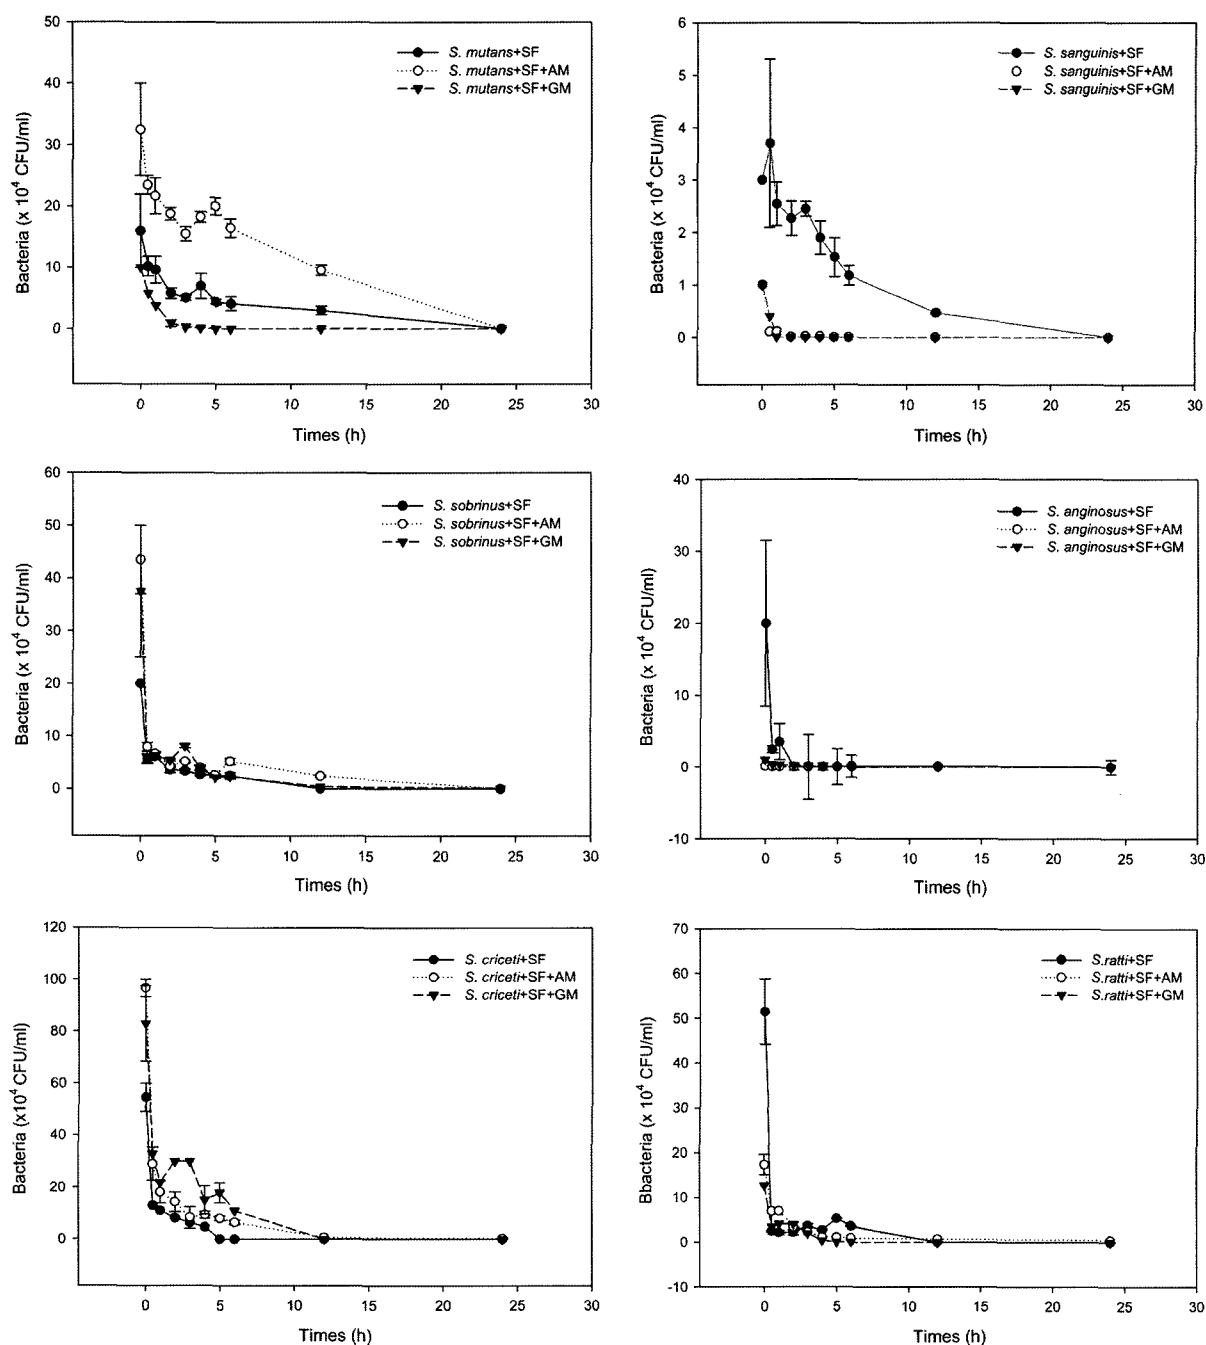 50
40
30
20
10
0
Bacteria (x 10⁴ CFU/ml)
S. mutans+SF
S. mutans+SF+AM
S. mutans+SF+GM
0 5 10 15 20 25 30
Times (h)
6
5
4
3
2
1
0
Bacteria (x 10⁴ CFU/ml)
S. sanguinis+SF
S. sanguinis+SF+AM
S. sanguinis+SF+GM
0 5 10 15 20 25 30
Times (h)
60
50
40
30
20
10
0
Bacteria (x 10⁴ CFU/ml)
S. sobrinus+SF
S. sobrinus+SF+AM
S. sobrinus+SF+GM
0 5 10 15 20 25 30
Times (h)
40
30
20
10
0
-10
Bacteria (x 10⁴ CFU/ml)
S. anginosus+SF
S. anginosus+SF+AM
S. anginosus+SF+GM
0 5 10 15 20 25 30
Times (h)
120
100
80
60
40
20
0
Bacteria (x10⁴ CFU/ml)
S. criceti+SF
S. criceti+SF+AM
S. criceti+SF+GM
0 5 10 15 20 25 30
Times (h)
70
60
50
40
30
20
10
0
-10
Bbacteria (x 10⁴ CFU/ml)
S.ratti+SF
S.ratti+SF+AM
S.ratti+SF+GM
0 5 10 15 20 25 30
Times (h)